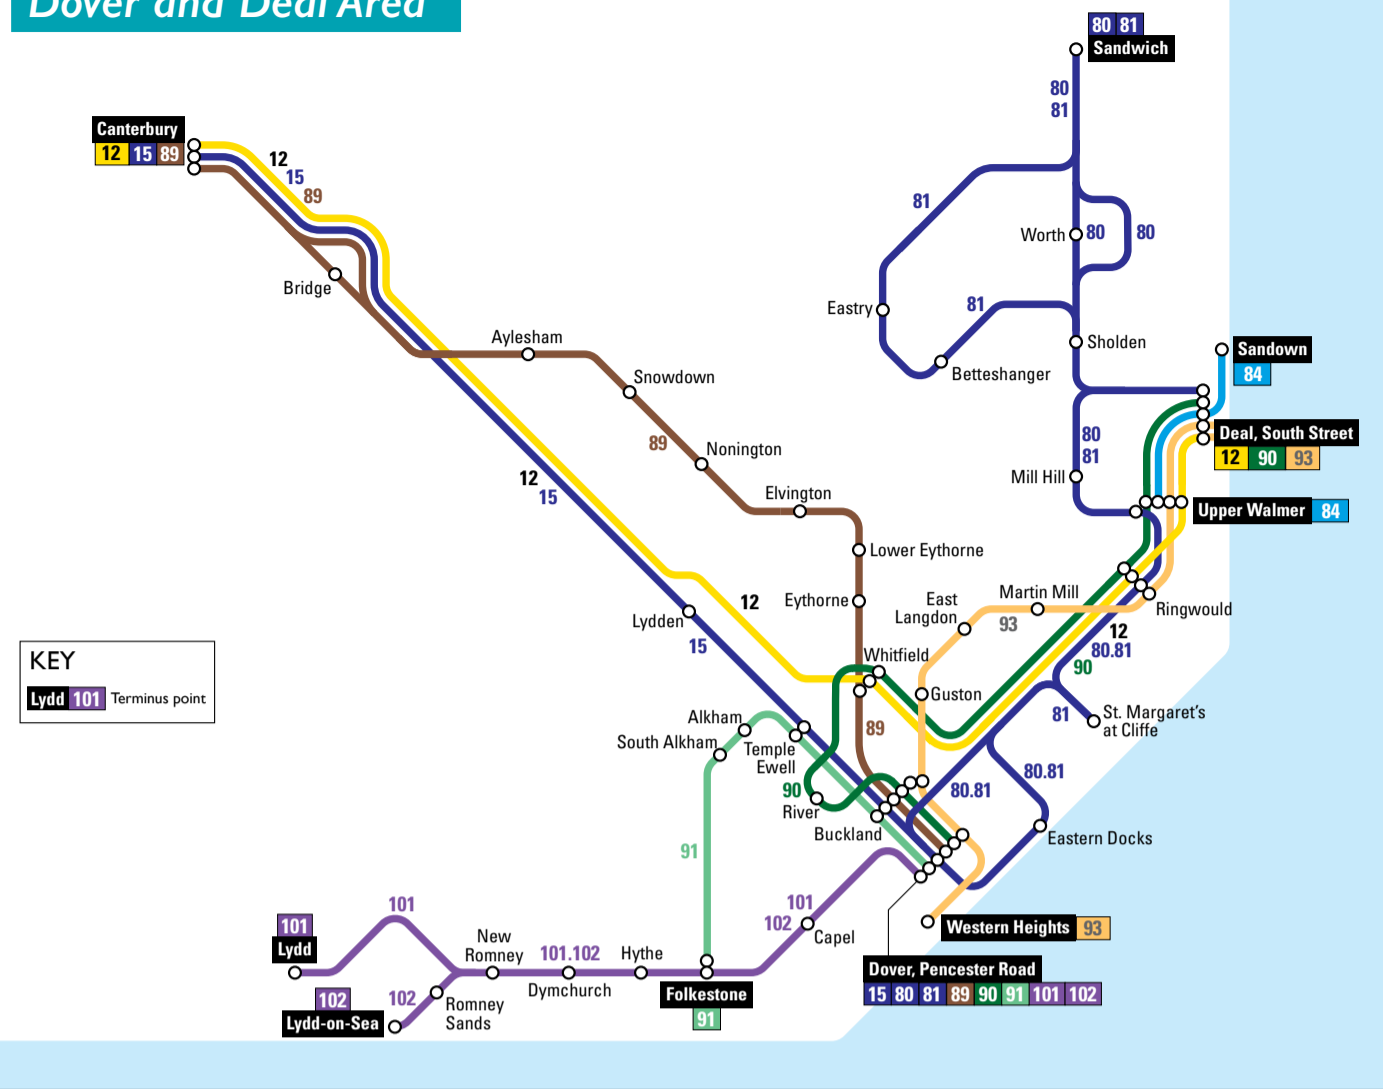 Dover and Deal Area
80 81
Sandwich
80
81
Canterbury
12 15 89
12
15
89
81
Worth
80
80
Bridge
Eastry
81
Aylesham
Sholden
Sandown
84
Betteshanger
Snowdown
89
Nonington
Deal, South Street
12 90 93
80
81
12
15
Mill Hill
Elvington
Upper Walmer 84
Lower Eythorne
Eythorne
12
East
Langdon
Martin Mill
93
Ringwould
Lydden
15
12
80.81
90
Whitfield
KEY
Lydd 101 Terminus point
Guston
81
St. Margaret's
at Cliffe
Alkham
South Alkham
Temple
Ewell
89
80.81
80.81
90
River
Buckland
Eastern Docks
91
101
101
102
Capel
101
Lydd
New
Romney
101.102
Hythe
Western Heights 93
Dymchurch
102
Lydd-on-Sea
102
Romney
Sands
Folkestone
91
Dover, Pencester Road
15 80 81 89 90 91 101 102